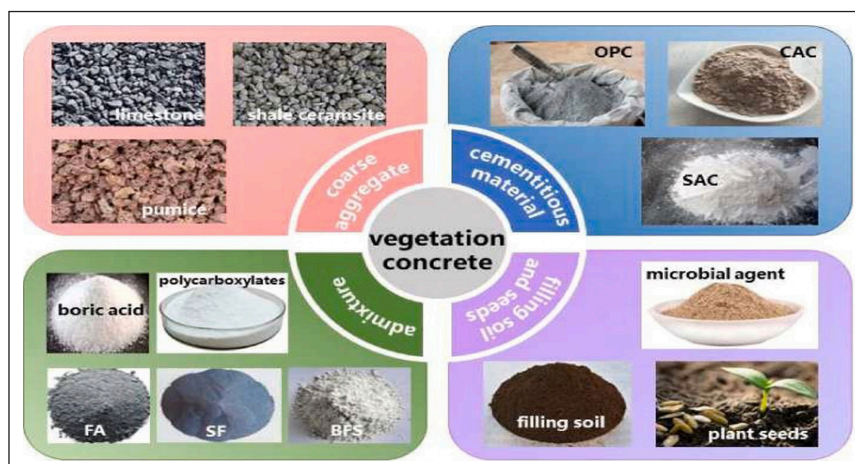 limestone
shale ceramsite
pumice
coarse
aggregate
OPC
CAC
SAC
cementitious
material
vegetation
concrete
boric acid
polycarboxylates
FA
SF
BFS
admixture
filling soil
and seeds
microbial agent
filling soil
plant seeds